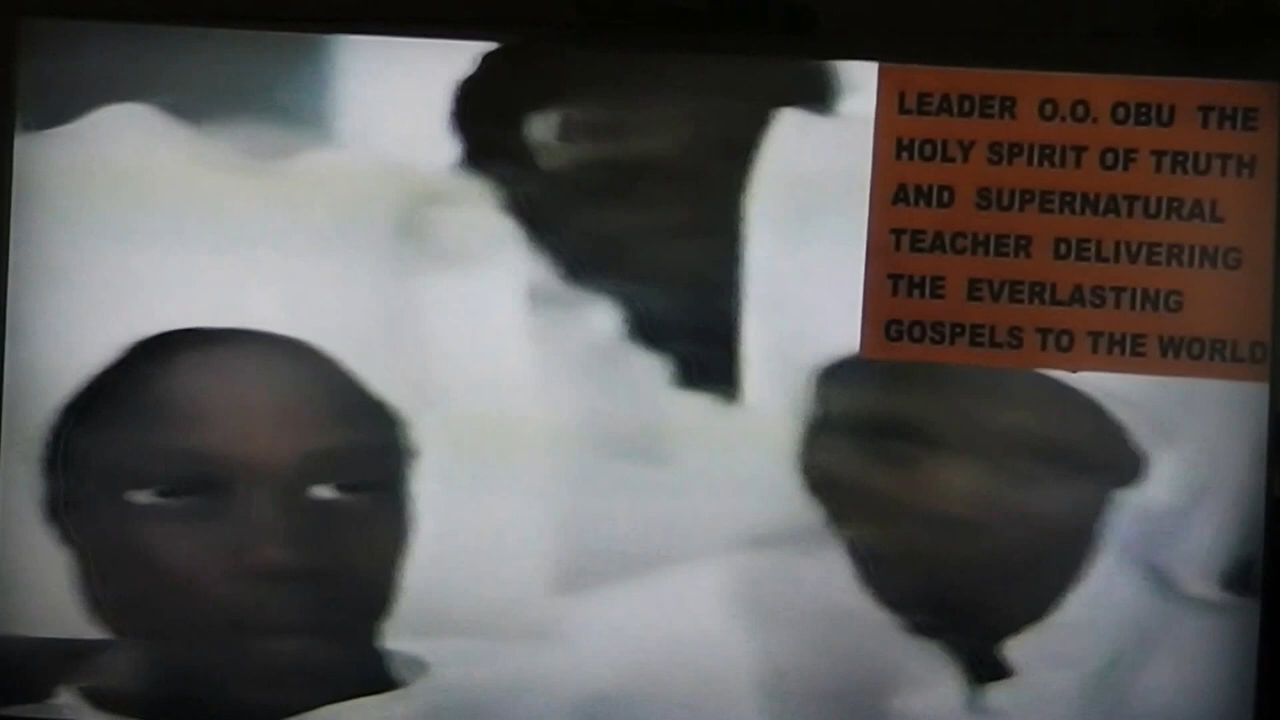 LEADER O.O. OBU THE
HOLY SPIRIT OF TRUTH
AND SUPERNATURAL
TEACHER DELIVERING
THE EVERLASTING
GOSPELS TO THE WORLD